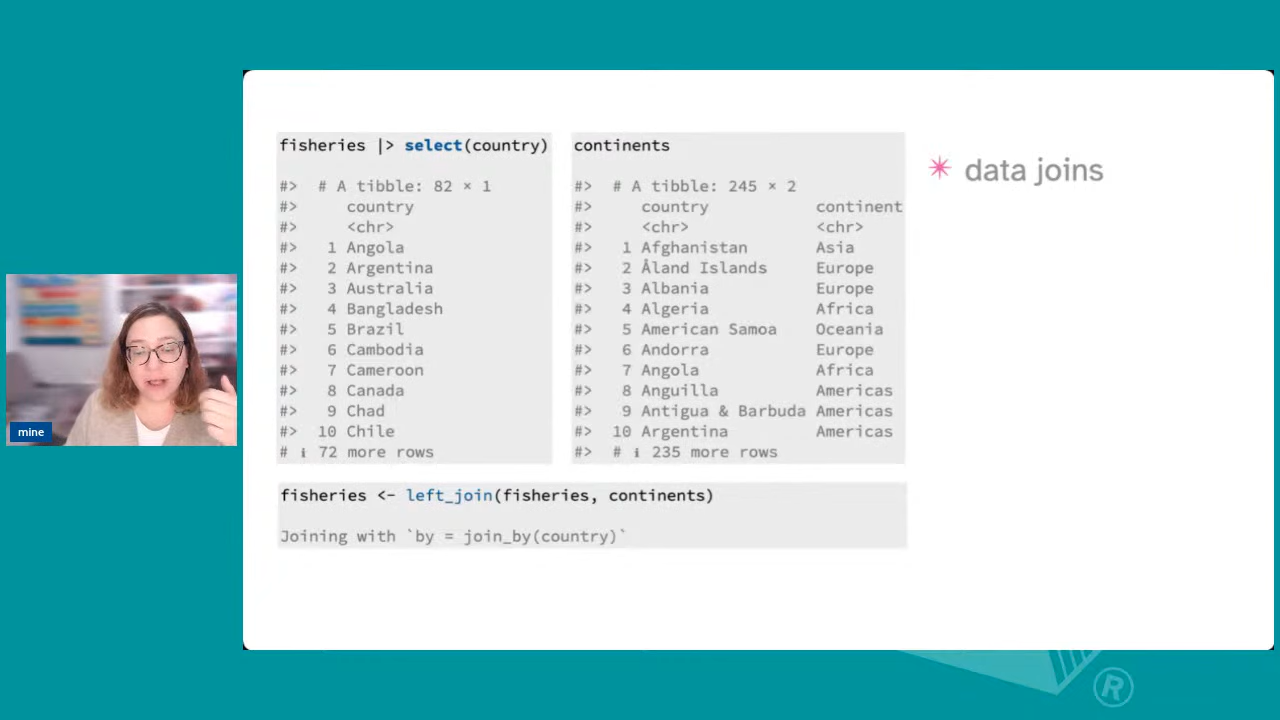 fisheries |> select(country)
#> # A tibble: 82 × 1
#> country
#> <chr>
#> 1 Angola
#> 2 Argentina
#> 3 Australia
#> 4 Bangladesh
#> 5 Brazil
#> 6 Cambodia
#> 7 Cameroon
#> 8 Canada
#> 9 Chad
#> 10 Chile
# ℹ 72 more rows
continents
#> # A tibble: 245 × 2
#> country continent
#> <chr> <chr>
#> 1 Afghanistan Asia
#> 2 Åland Islands Europe
#> 3 Albania Europe
#> 4 Algeria Africa
#> 5 American Samoa Oceania
#> 6 Andorra Europe
#> 7 Angola Africa
#> 8 Anguilla Americas
#> 9 Antigua & Barbuda Americas
#> 10 Argentina Americas
#> # ℹ 235 more rows
data joins
fisheries <- left_join(fisheries, continents)
Joining with `by = join_by(country)`
mine
®